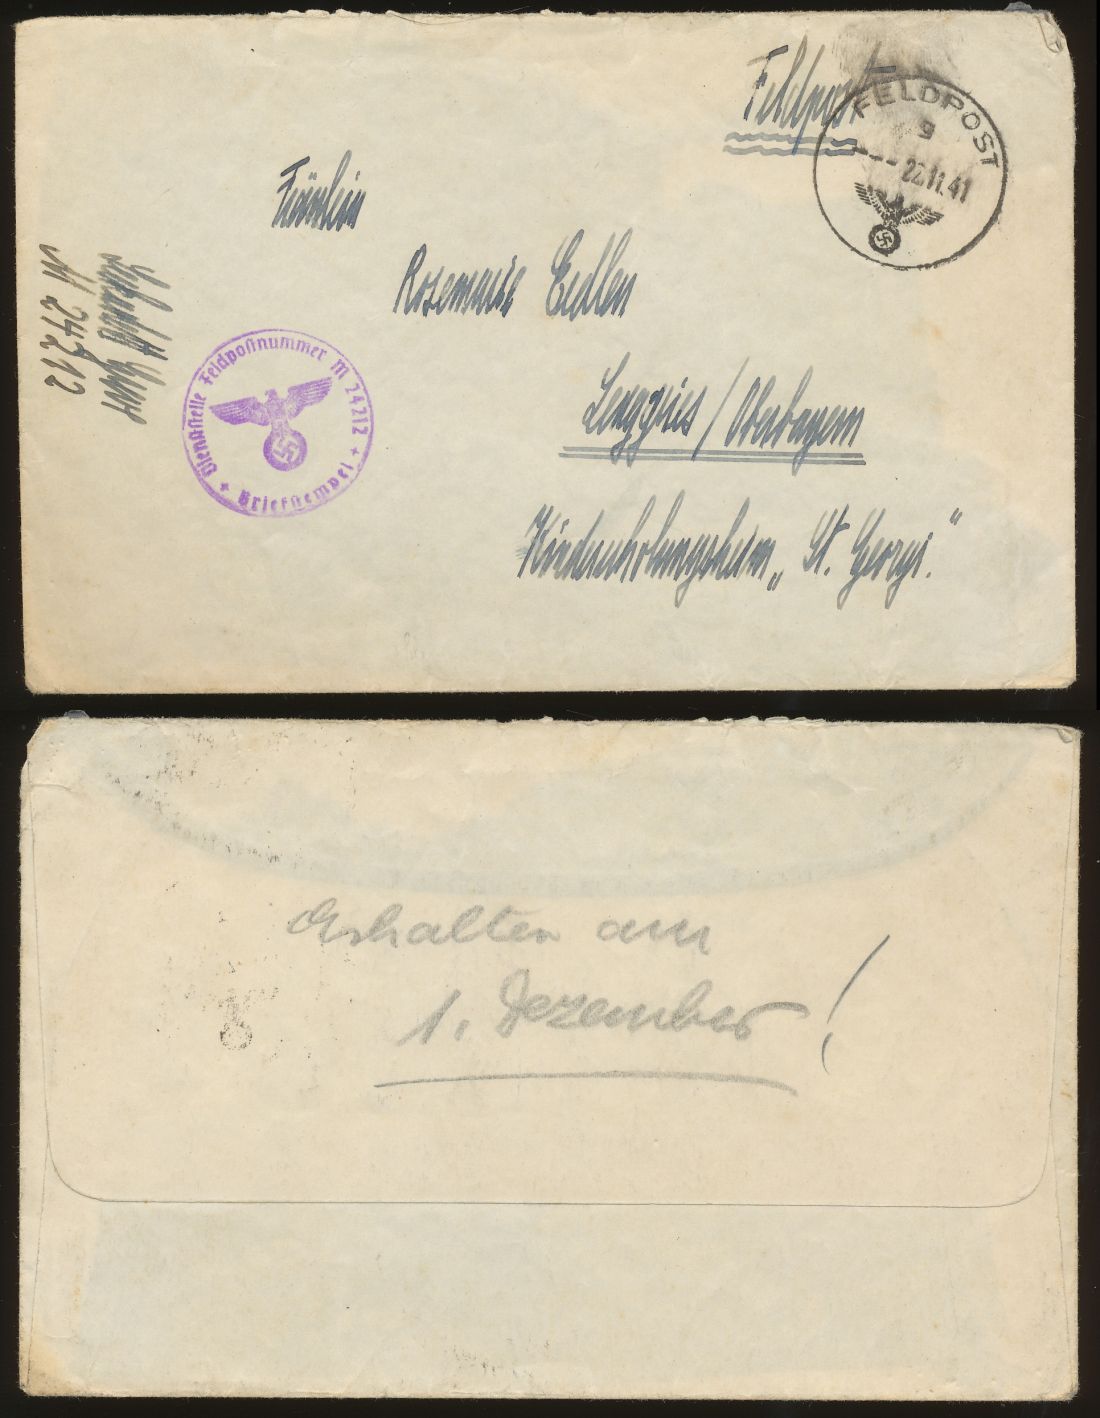 Feldpost
FELDPOST
g
22.11.41
Fräulein
Rosemarie Eidlen
Lenggries / Oberbayern
Kindererholungsheim „St. Georgi.“
M 24212
Dienststelle Feldpostnummer M 24212
Briefstempel
Erhalten am
1. Dezember!